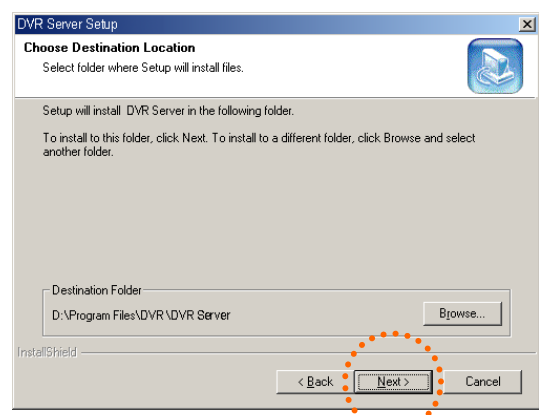 DVR Server Setup
Choose Destination Location
Select folder where Setup will install files.
Setup will install DVR Server in the following folder.
To install to this folder, click Next. To install to a different folder, click Browse and select
another folder.
Destination Folder
D:\Program Files\DVR\DVR Server
Browse...
InstallShield
< Back
Next >
Cancel